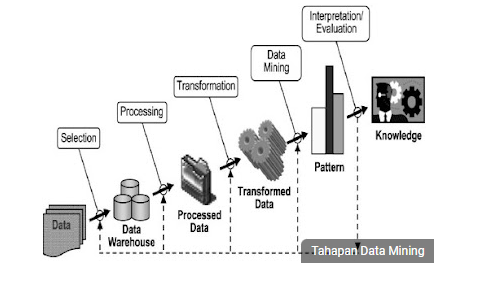 Interpretation/
Evaluation
Data
Mining
Transformation
Processing
Selection
Data
Data
Warehouse
Processed
Data
Transformed
Data
Pattern
Knowledge
Tahapan Data Mining